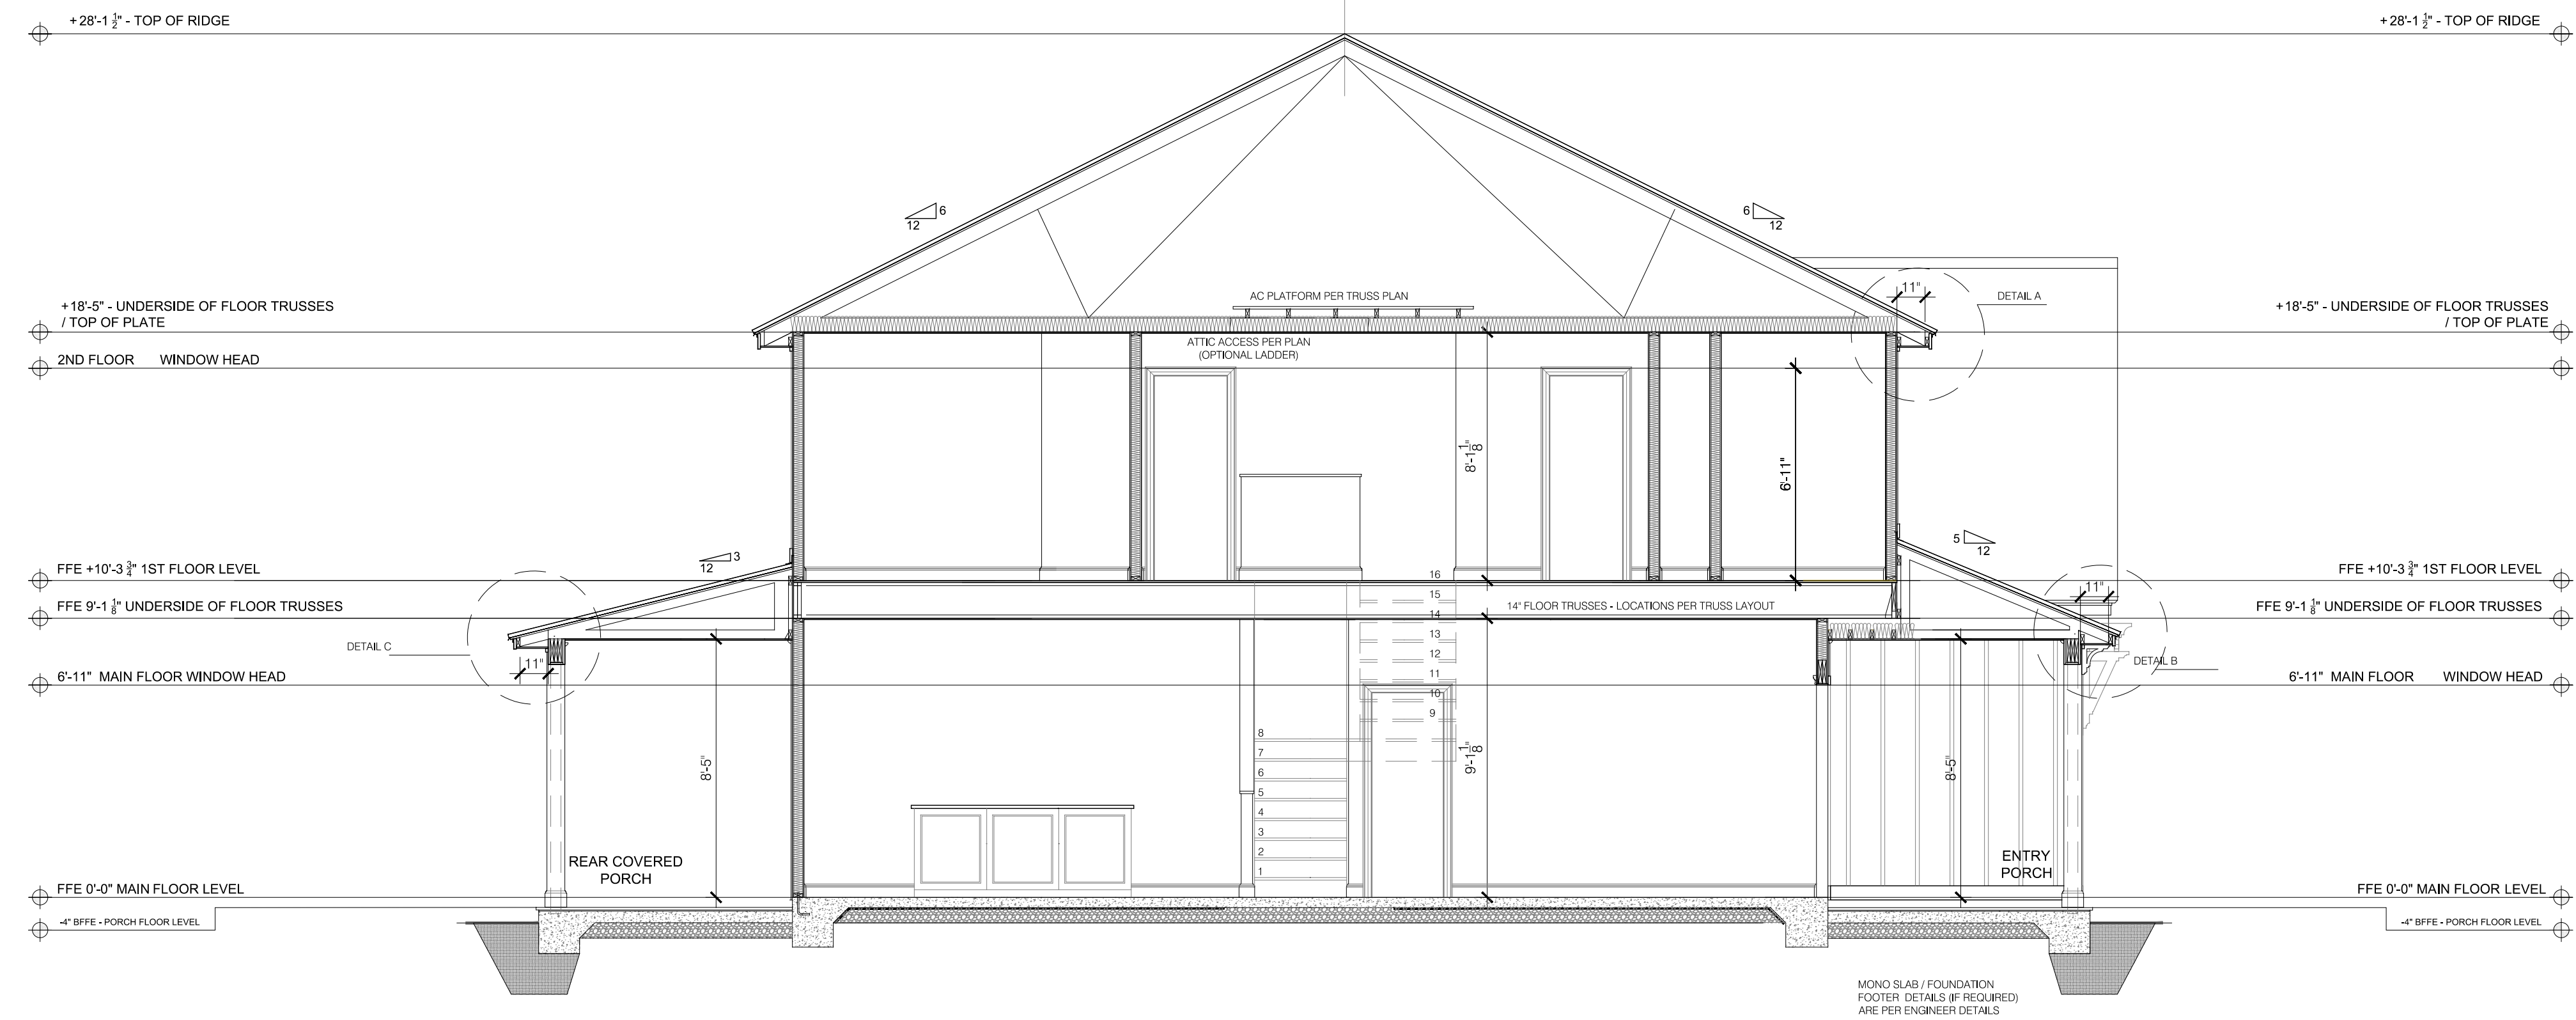 +28'-1 1/2" - TOP OF RIDGE
+28'-1 1/2" - TOP OF RIDGE
6
12
6
12
AC PLATFORM PER TRUSS PLAN
11"
DETAIL A
+18'-5" - UNDERSIDE OF FLOOR TRUSSES
/ TOP OF PLATE
+18'-5" - UNDERSIDE OF FLOOR TRUSSES
/ TOP OF PLATE
ATTIC ACCESS PER PLAN
(OPTIONAL LADDER)
2ND FLOOR WINDOW HEAD
8'-1 1/8"
6'-11"
3
12
5
12
FFE +10'-3 3/4" 1ST FLOOR LEVEL
FFE +10'-3 3/4" 1ST FLOOR LEVEL
16
15
14
13
12
11
10
9
14" FLOOR TRUSSES - LOCATIONS PER TRUSS LAYOUT
11"
FFE 9'-1 1/8" UNDERSIDE OF FLOOR TRUSSES
FFE 9'-1 1/8" UNDERSIDE OF FLOOR TRUSSES
DETAIL C
11"
DETAIL B
6'-11" MAIN FLOOR WINDOW HEAD
6'-11" MAIN FLOOR WINDOW HEAD
8
7
6
5
4
3
2
1
8'-5"
9'-1 1/8"
8'-5"
REAR COVERED
PORCH
ENTRY
PORCH
FFE 0'-0" MAIN FLOOR LEVEL
FFE 0'-0" MAIN FLOOR LEVEL
-4" BFFE - PORCH FLOOR LEVEL
-4" BFFE - PORCH FLOOR LEVEL
MONO SLAB / FOUNDATION
FOOTER DETAILS (IF REQUIRED)
ARE PER ENGINEER DETAILS